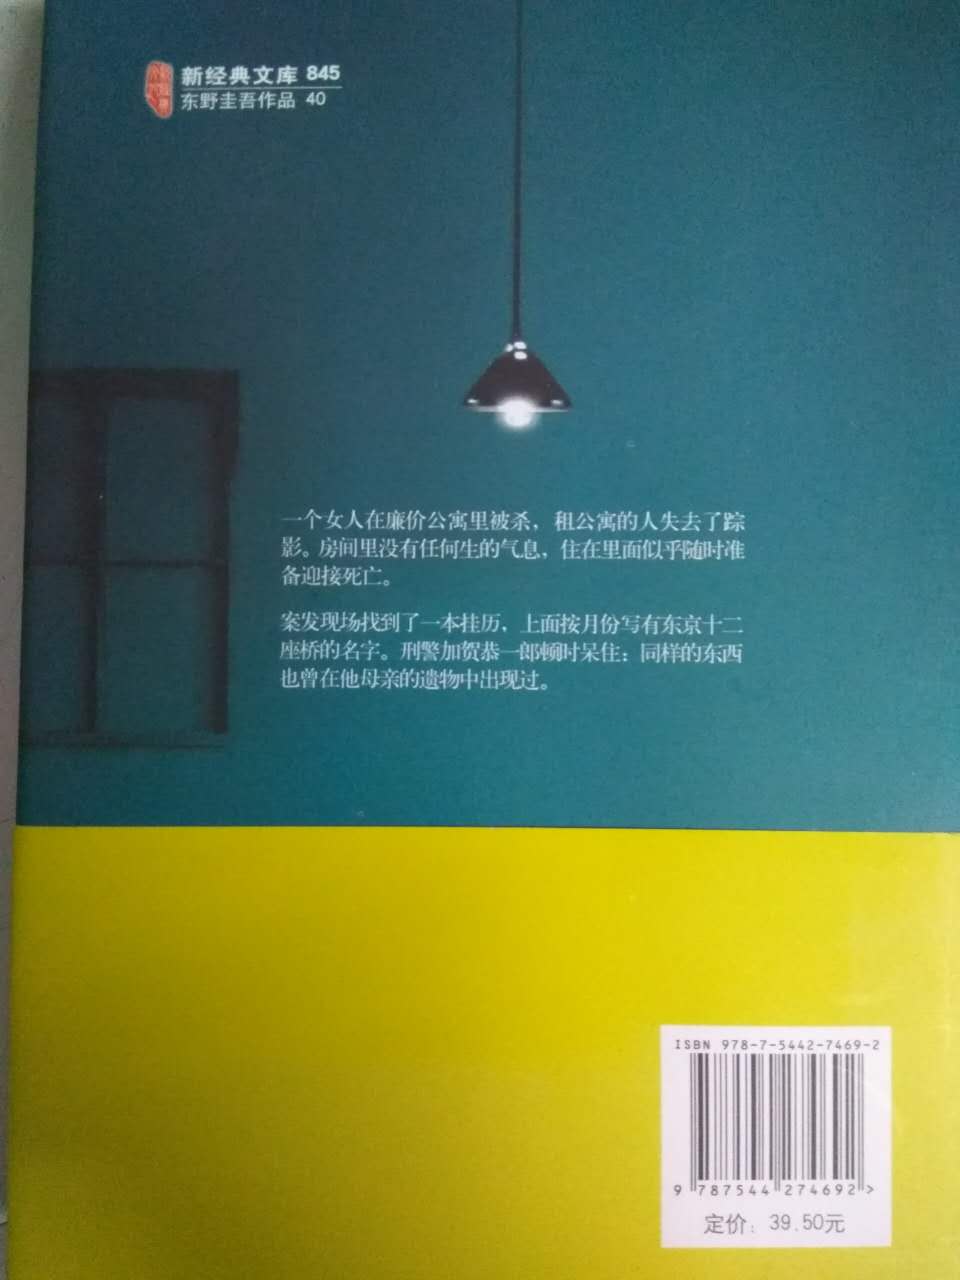 新经典文库 845
东野圭吾作品 40
一个女人在廉价公寓里被杀，租公寓的人失去了踪
影。房间里没有任何生的气息，住在里面似乎随时准
备迎接死亡。
案发现场找到了一本挂历，上面按月份写有东京十二
座桥的名字。刑警加贺恭一郎顿时呆住：同样的东西
也曾在他母亲的遗物中出现过。
ISBN 978-7-5442-7469-2
9 787544 274692 >
定价：39.50元